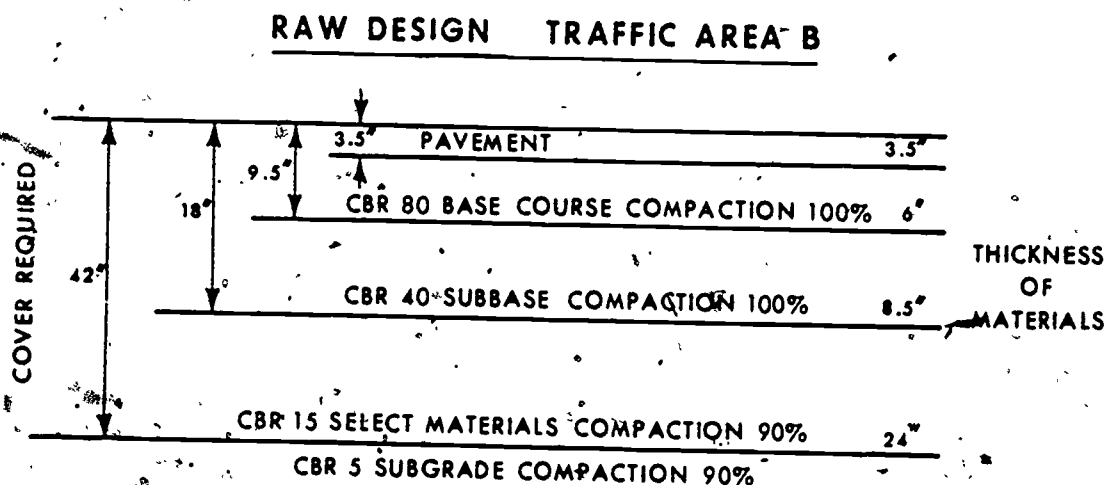 RAW DESIGN TRAFFIC AREA B
3.5" PAVEMENT 3.5"
9.5"
CBR 80 BASE COURSE COMPACTION 100% 6"
18"
COVER REQUIRED
42"
CBR 40 SUBBASE COMPACTION 100% 8.5"
THICKNESS
OF
MATERIALS
CBR 15 SELECT MATERIALS COMPACTION 90% 24"
CBR 5 SUBGRADE COMPACTION 90%